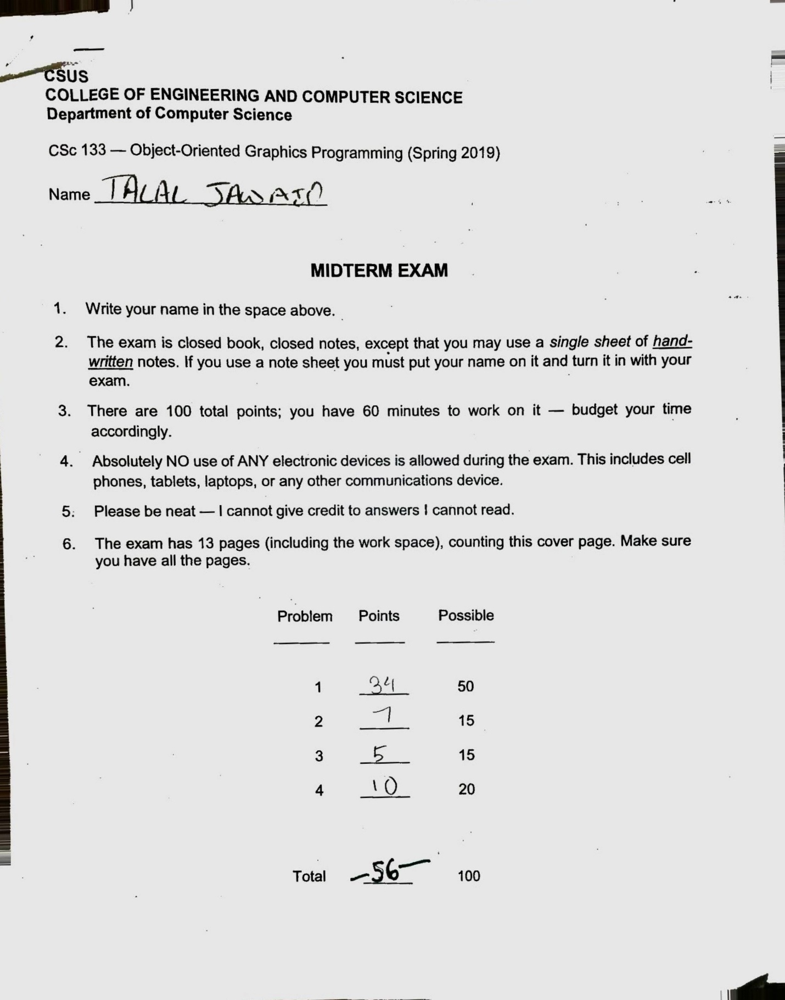 CSUS
COLLEGE OF ENGINEERING AND COMPUTER SCIENCE
Department of Computer Science
CSc 133 — Object-Oriented Graphics Programming (Spring 2019)
Name TALAL JAWAID
MIDTERM EXAM
1. Write your name in the space above.
2. The exam is closed book, closed notes, except that you may use a single sheet of hand-
written notes. If you use a note sheet you must put your name on it and turn it in with your
exam.
3. There are 100 total points; you have 60 minutes to work on it — budget your time
accordingly.
4. Absolutely NO use of ANY electronic devices is allowed during the exam. This includes cell
phones, tablets, laptops, or any other communications device.
5. Please be neat — I cannot give credit to answers I cannot read.
6. The exam has 13 pages (including the work space), counting this cover page. Make sure
you have all the pages.
Problem Points Possible
1 34 50
2 7 15
3 5 15
4 10 20
Total -56- 100